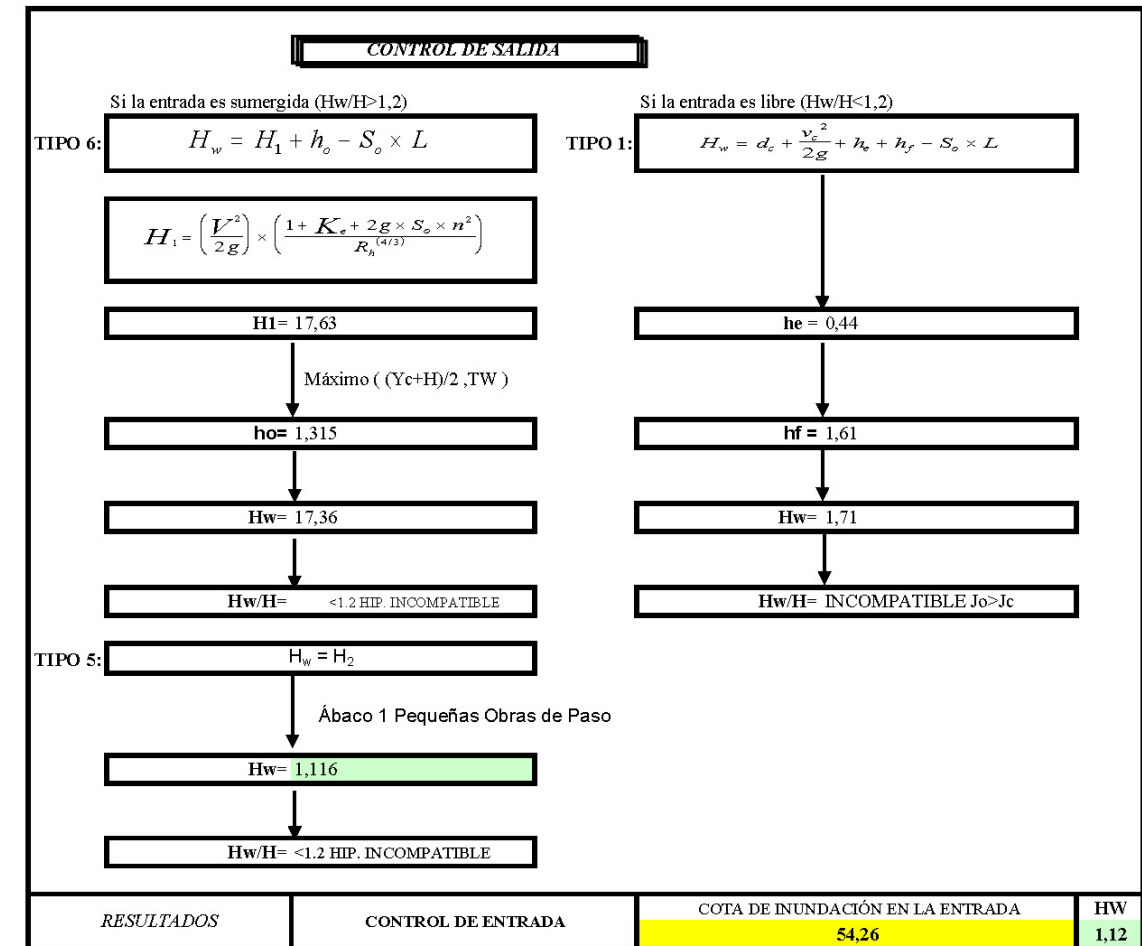 CONTROL DE SALIDA
Si la entrada es sumergida (Hw/H>1,2)
TIPO 6: H_w = H_1 + h_o − S_o × L
H_1 = (V²/2g) × ((1 + K_e + 2g × S_o × n²)/R_h^(4/3))
H1= 17,63
Máximo ( (Yc+H)/2 ,TW )
ho= 1,315
Hw= 17,36
Hw/H= <1.2 HIP. INCOMPATIBLE
TIPO 5: H_w = H_2
Ábaco 1 Pequeñas Obras de Paso
Hw= 1,116
Hw/H= <1.2 HIP. INCOMPATIBLE
Si la entrada es libre (Hw/H<1,2)
TIPO 1: H_w = d_c + v_c²/2g + h_e + h_f − S_o × L
he = 0,44
hf = 1,61
Hw= 1,71
Hw/H= INCOMPATIBLE Jo>Jc
RESULTADOS
CONTROL DE ENTRADA
COTA DE INUNDACIÓN EN LA ENTRADA
54,26
HW
1,12